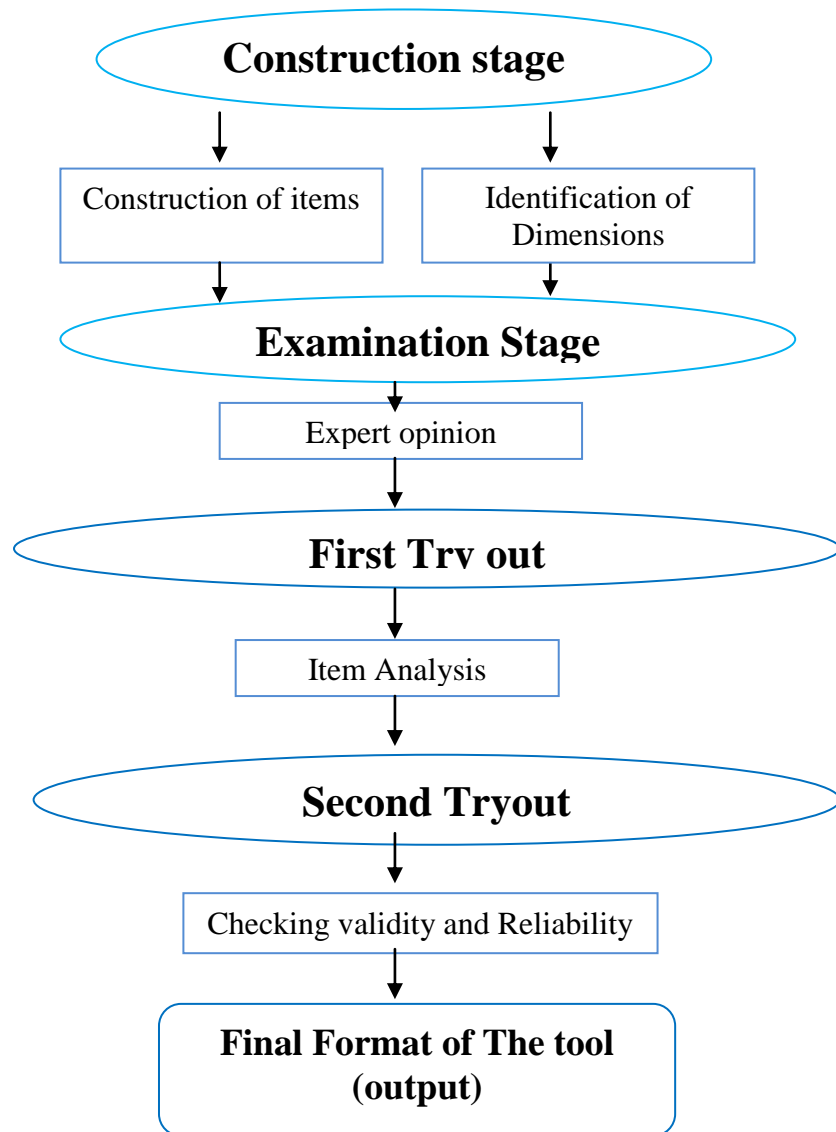 Construction stage
Construction of items
Identification of
Dimensions
Examination Stage
Expert opinion
First Try out
Item Analysis
Second Tryout
Checking validity and Reliability
Final Format of The tool
(output)